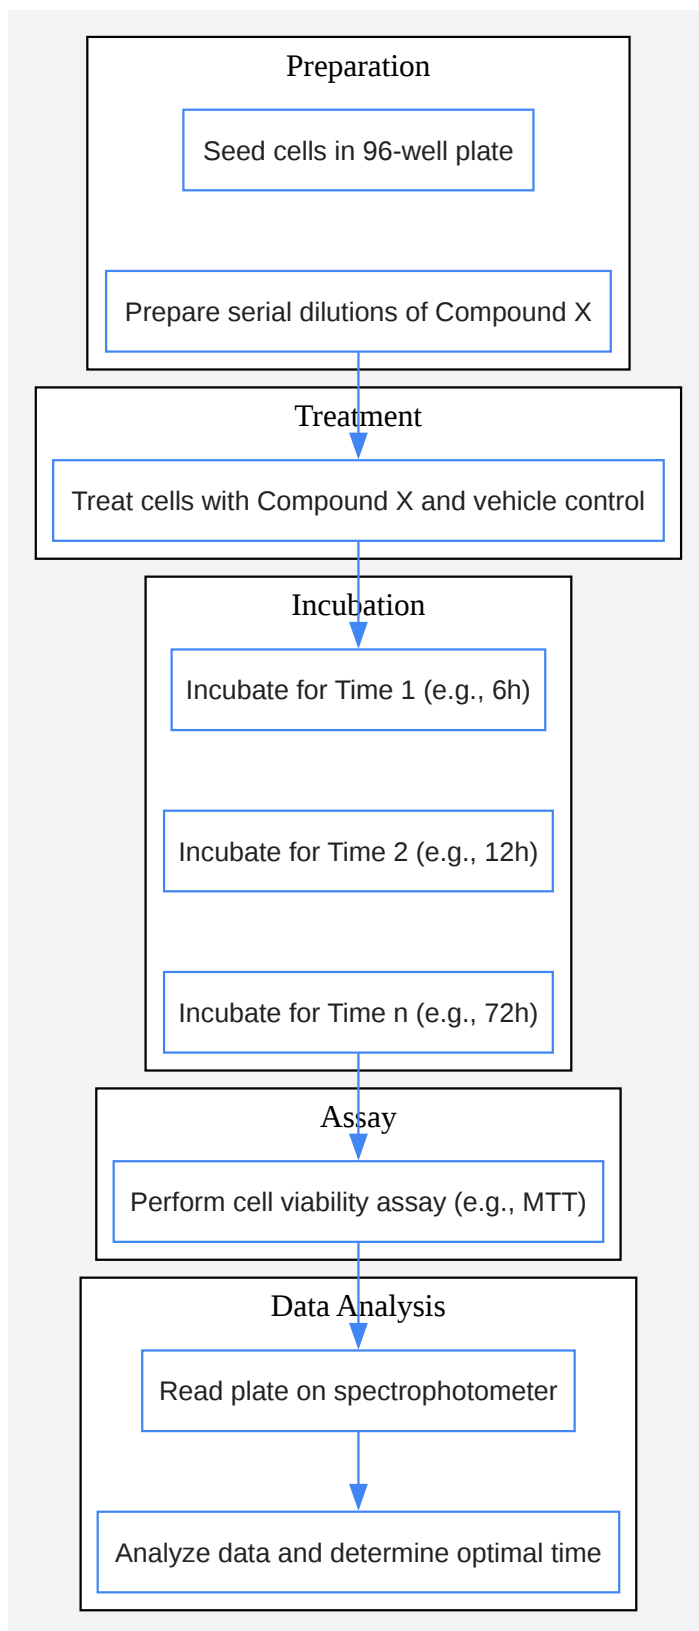 Preparation
Seed cells in 96-well plate
Prepare serial dilutions of Compound X
Treatment
Treat cells with Compound X and vehicle control
Incubation
Incubate for Time 1 (e.g., 6h)
Incubate for Time 2 (e.g., 12h)
Incubate for Time n (e.g., 72h)
Assay
Perform cell viability assay (e.g., MTT)
Data Analysis
Read plate on spectrophotometer
Analyze data and determine optimal time